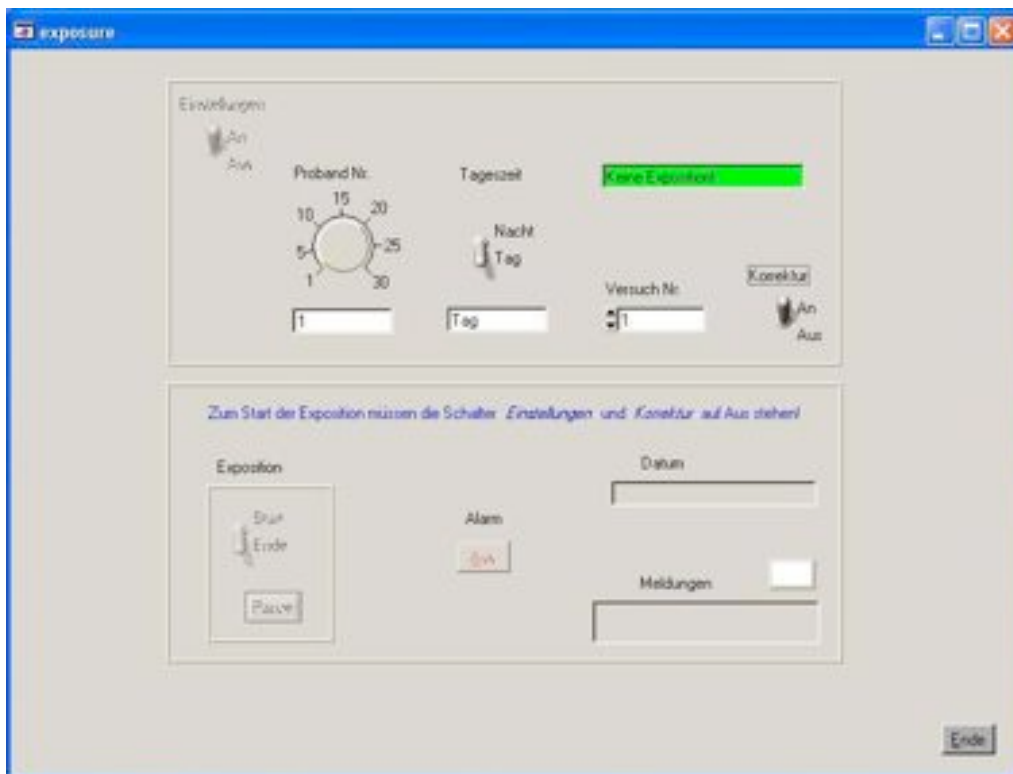 exposure
Einstellungen
An
Aus
Proband Nr.
1
5
10
15
20
25
30
1
Tageszeit
Nacht
Tag
Tag
Keine Exposition!
Versuch Nr.
1
Korrektur
An
Aus
Zum Start der Exposition müssen die Schalter Einstellungen und Korrektur auf Aus stehen!
Exposition
Start
Ende
Pause
Alarm
Aus
Datum
Meldungen
Ende